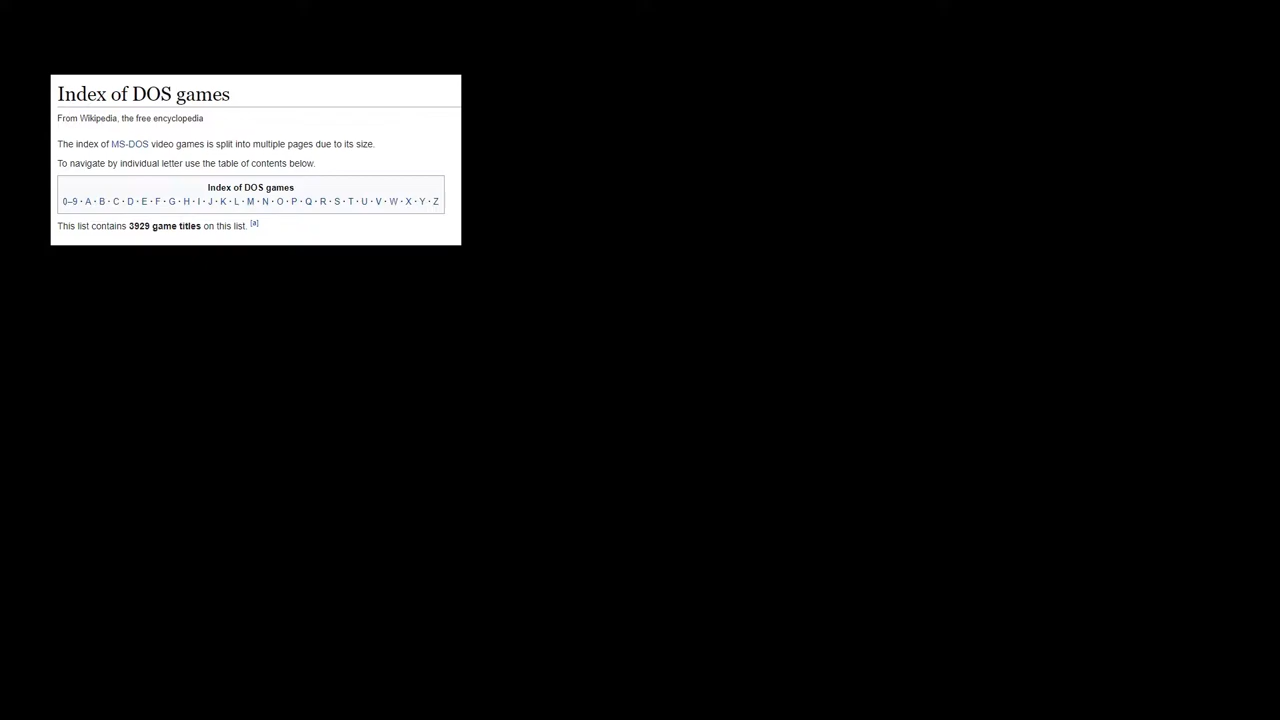 Index of DOS games
From Wikipedia, the free encyclopedia
The index of MS-DOS video games is split into multiple pages due to its size.
To navigate by individual letter use the table of contents below.
Index of DOS games
0–9 · A · B · C · D · E · F · G · H · I · J · K · L · M · N · O · P · Q · R · S · T · U · V · W · X · Y · Z
This list contains 3929 game titles on this list. [a]